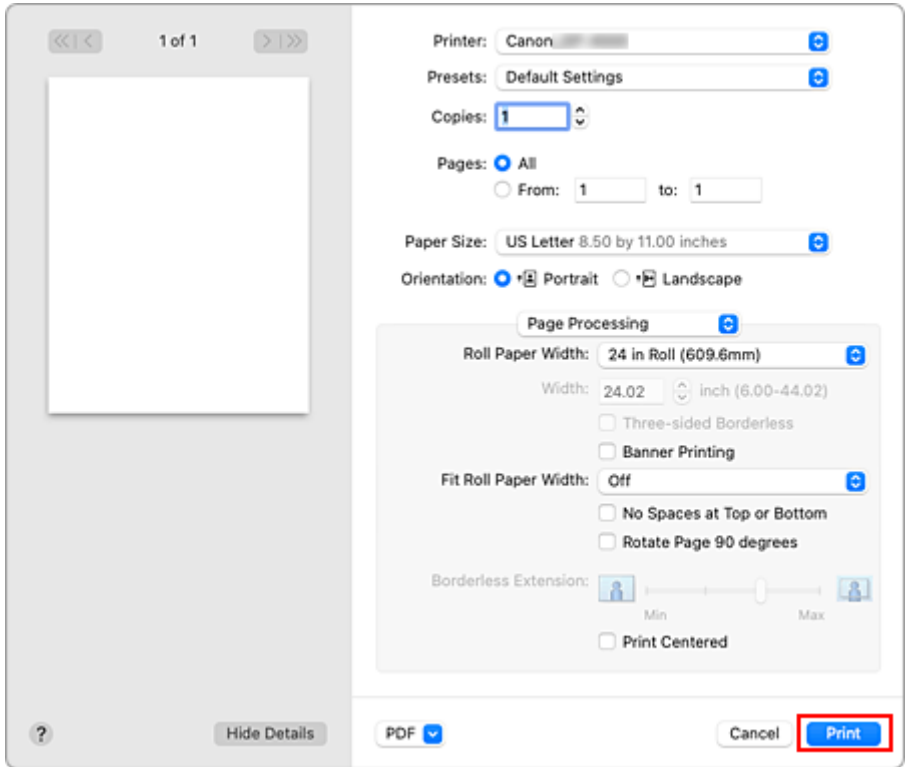 1 of 1
Printer: Canon
Presets: Default Settings
Copies: 1
Pages: All
From: 1 to: 1
Paper Size: US Letter 8.50 by 11.00 inches
Orientation: Portrait Landscape
Page Processing
Roll Paper Width: 24 in Roll (609.6mm)
Width: 24.02 inch (6.00-44.02)
Three-sided Borderless
Banner Printing
Fit Roll Paper Width: Off
No Spaces at Top or Bottom
Rotate Page 90 degrees
Borderless Extension:
Min Max
Print Centered
? Hide Details PDF Cancel Print